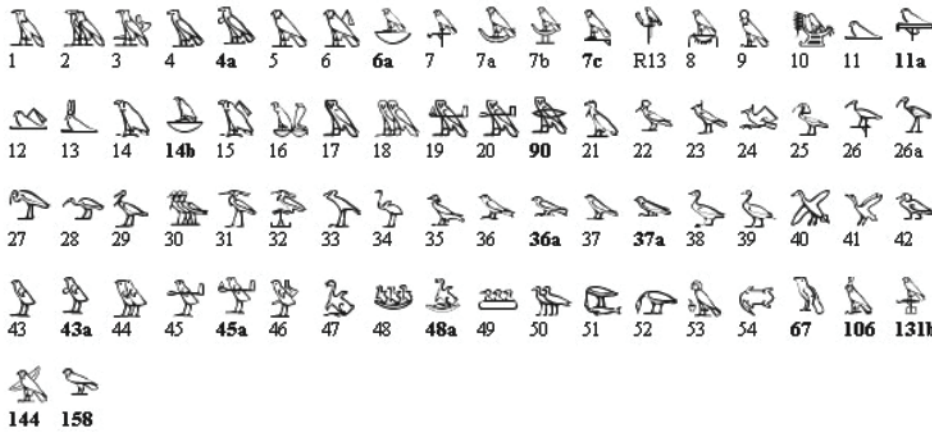 1 2 3 4 4a 5 6 6a 7 7a 7b 7c R13 8 9 10 11 11a
12 13 14 14b 15 16 17 18 19 20 90 21 22 23 24 25 26 26a
27 28 29 30 31 32 33 34 35 36 36a 37 37a 38 39 40 41 42
43 43a 44 45 45a 46 47 48 48a 49 50 51 52 53 54 67 106 131b
144 158